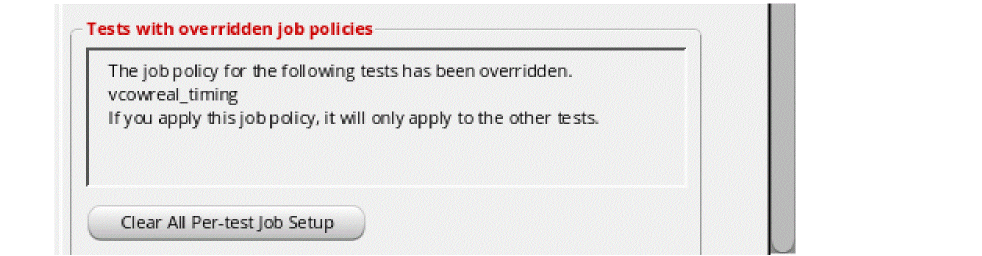 Tests with overridden job policies
The job policy for the following tests has been overridden.
vcowreal_timing
If you apply this job policy, it will only apply to the other tests.
Clear All Per-test Job Setup